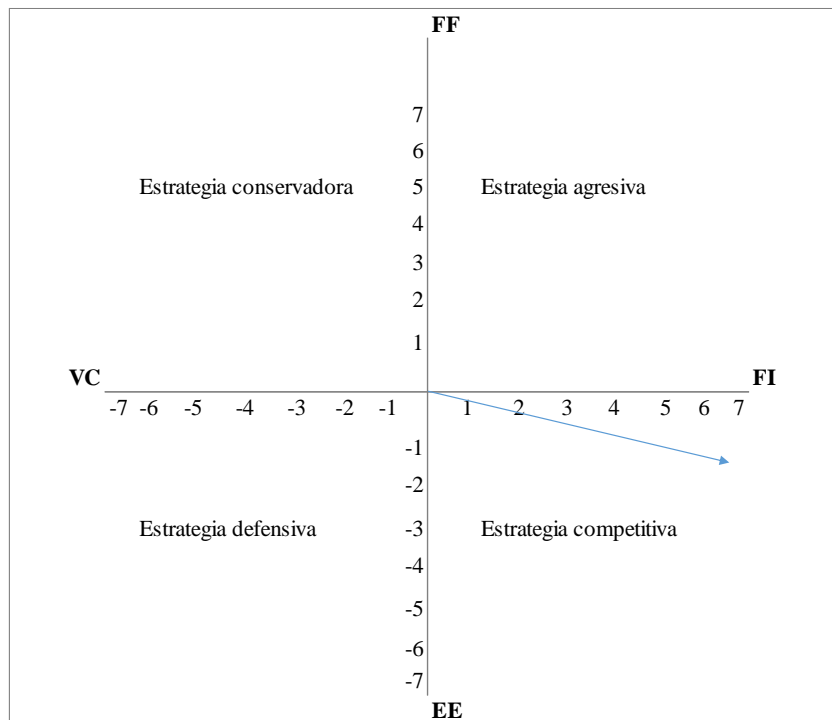 FF
7
6
Estrategia conservadora 5 Estrategia agresiva
4
3
2
1
VC FI
-7 -6 -5 -4 -3 -2 -1 1 2 3 4 5 6 7
-1
-2
Estrategia defensiva -3 Estrategia competitiva
-4
-5
-6
-7
EE